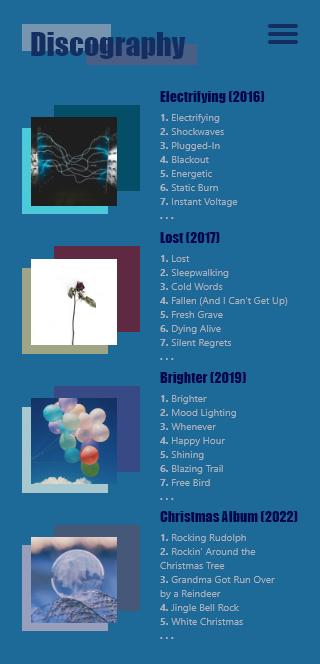 Discography
Electrifying (2016)
1. Electrifying
2. Shockwaves
3. Plugged-In
4. Blackout
5. Energetic
6. Static Burn
7. Instant Voltage
...
Lost (2017)
1. Lost
2. Sleepwalking
3. Cold Words
4. Fallen (And I Can't Get Up)
5. Fresh Grave
6. Dying Alive
7. Silent Regrets
...
Brighter (2019)
1. Brighter
2. Mood Lighting
3. Whenever
4. Happy Hour
5. Shining
6. Blazing Trail
7. Free Bird
...
Christmas Album (2022)
1. Rocking Rudolph
2. Rockin' Around the
Christmas Tree
3. Grandma Got Run Over
by a Reindeer
4. Jingle Bell Rock
5. White Christmas
...